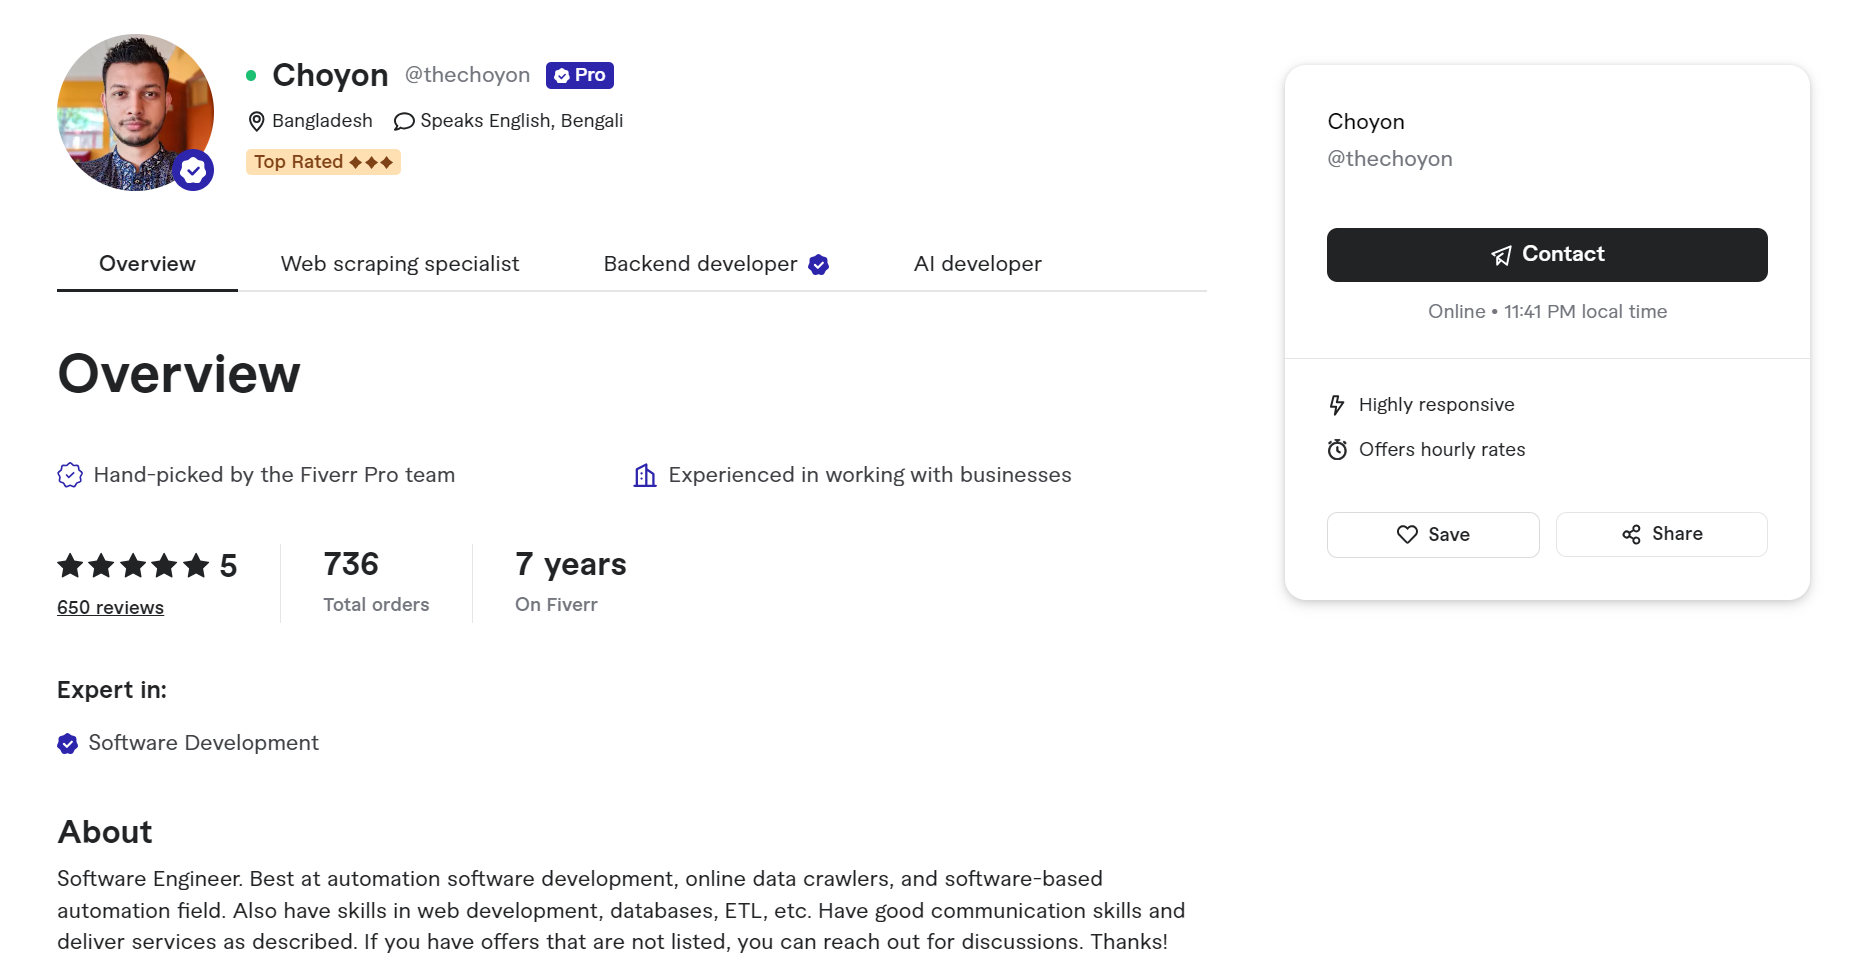 Choyon @thechoyon Pro
Bangladesh Speaks English, Bengali
Top Rated
Overview Web scraping specialist Backend developer AI developer
Overview
Hand-picked by the Fiverr Pro team Experienced in working with businesses
5 736 7 years
650 reviews Total orders On Fiverr
Expert in:
Software Development
About
Software Engineer. Best at automation software development, online data crawlers, and software-based
automation field. Also have skills in web development, databases, ETL, etc. Have good communication skills and
deliver services as described. If you have offers that are not listed, you can reach out for discussions. Thanks!
Choyon
@thechoyon
Contact
Online • 11:41 PM local time
Highly responsive
Offers hourly rates
Save Share